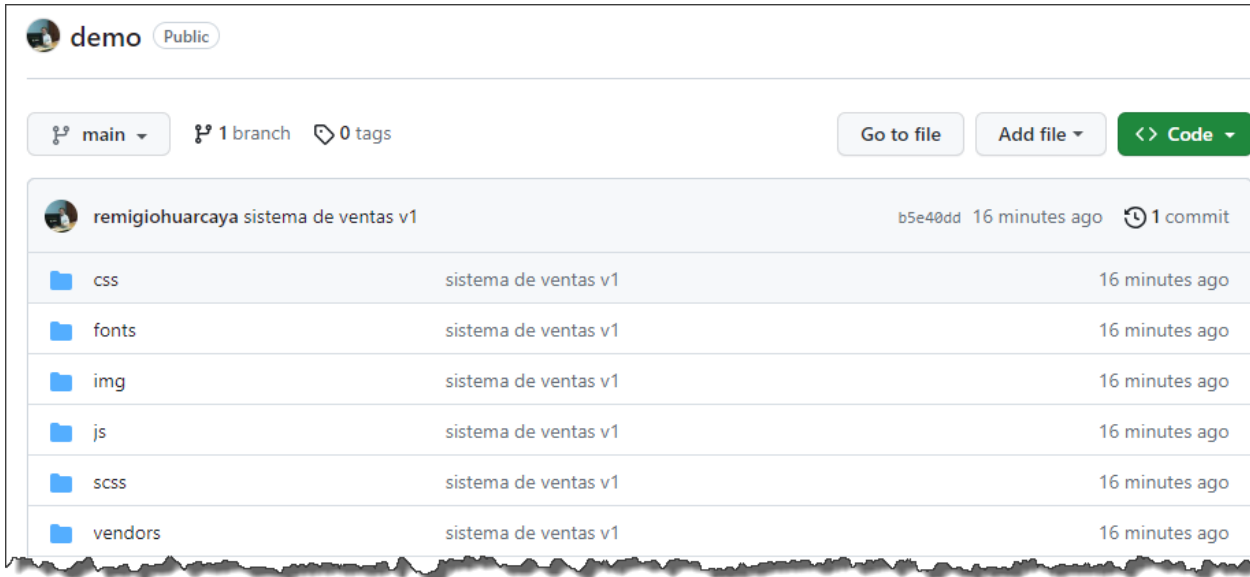 demo Public
main 1 branch 0 tags Go to file Add file Code
remigiohuarcaya sistema de ventas v1 b5e40dd 16 minutes ago 1 commit
css sistema de ventas v1 16 minutes ago
fonts sistema de ventas v1 16 minutes ago
img sistema de ventas v1 16 minutes ago
js sistema de ventas v1 16 minutes ago
scss sistema de ventas v1 16 minutes ago
vendors sistema de ventas v1 16 minutes ago